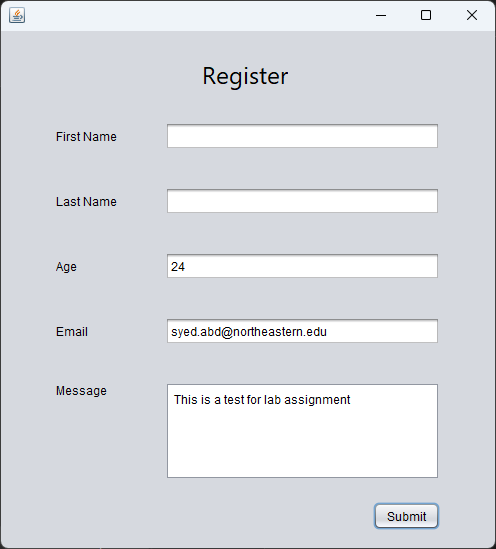 Register
First Name
Last Name
Age 24
Email syed.abd@northeastern.edu
Message This is a test for lab assignment
Submit